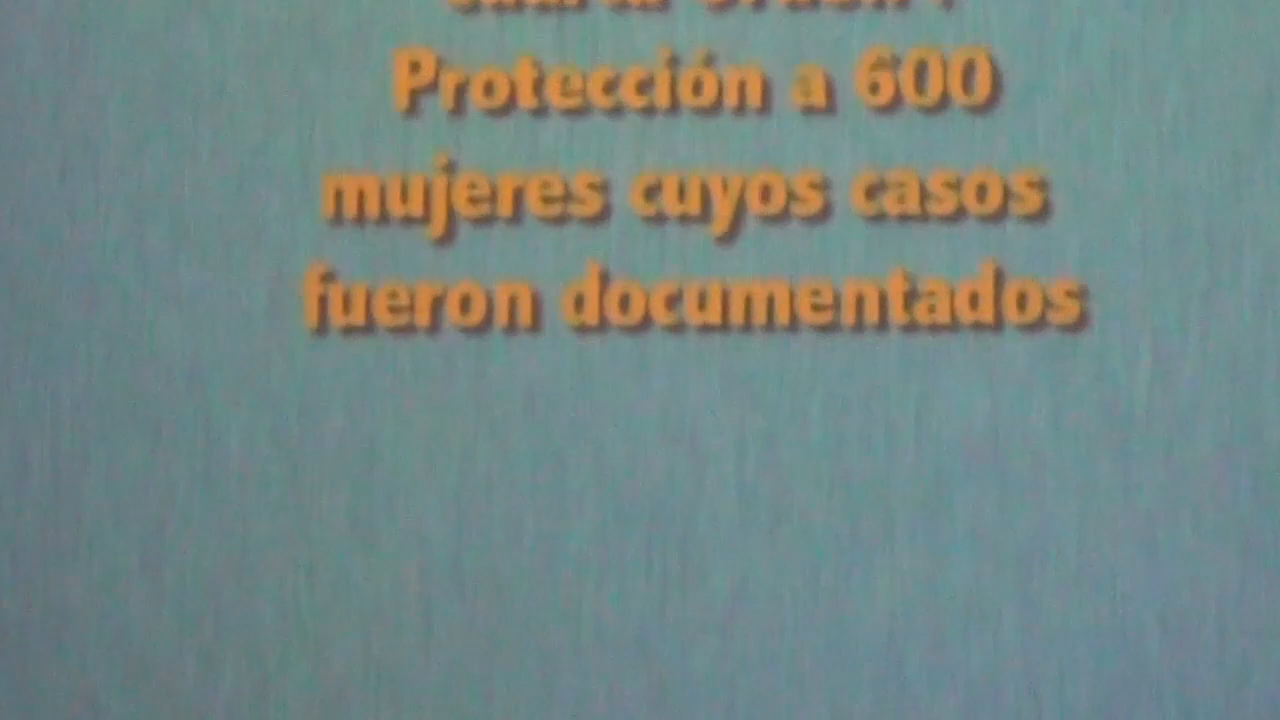 Protección a 600
mujeres cuyos casos
fueron documentados